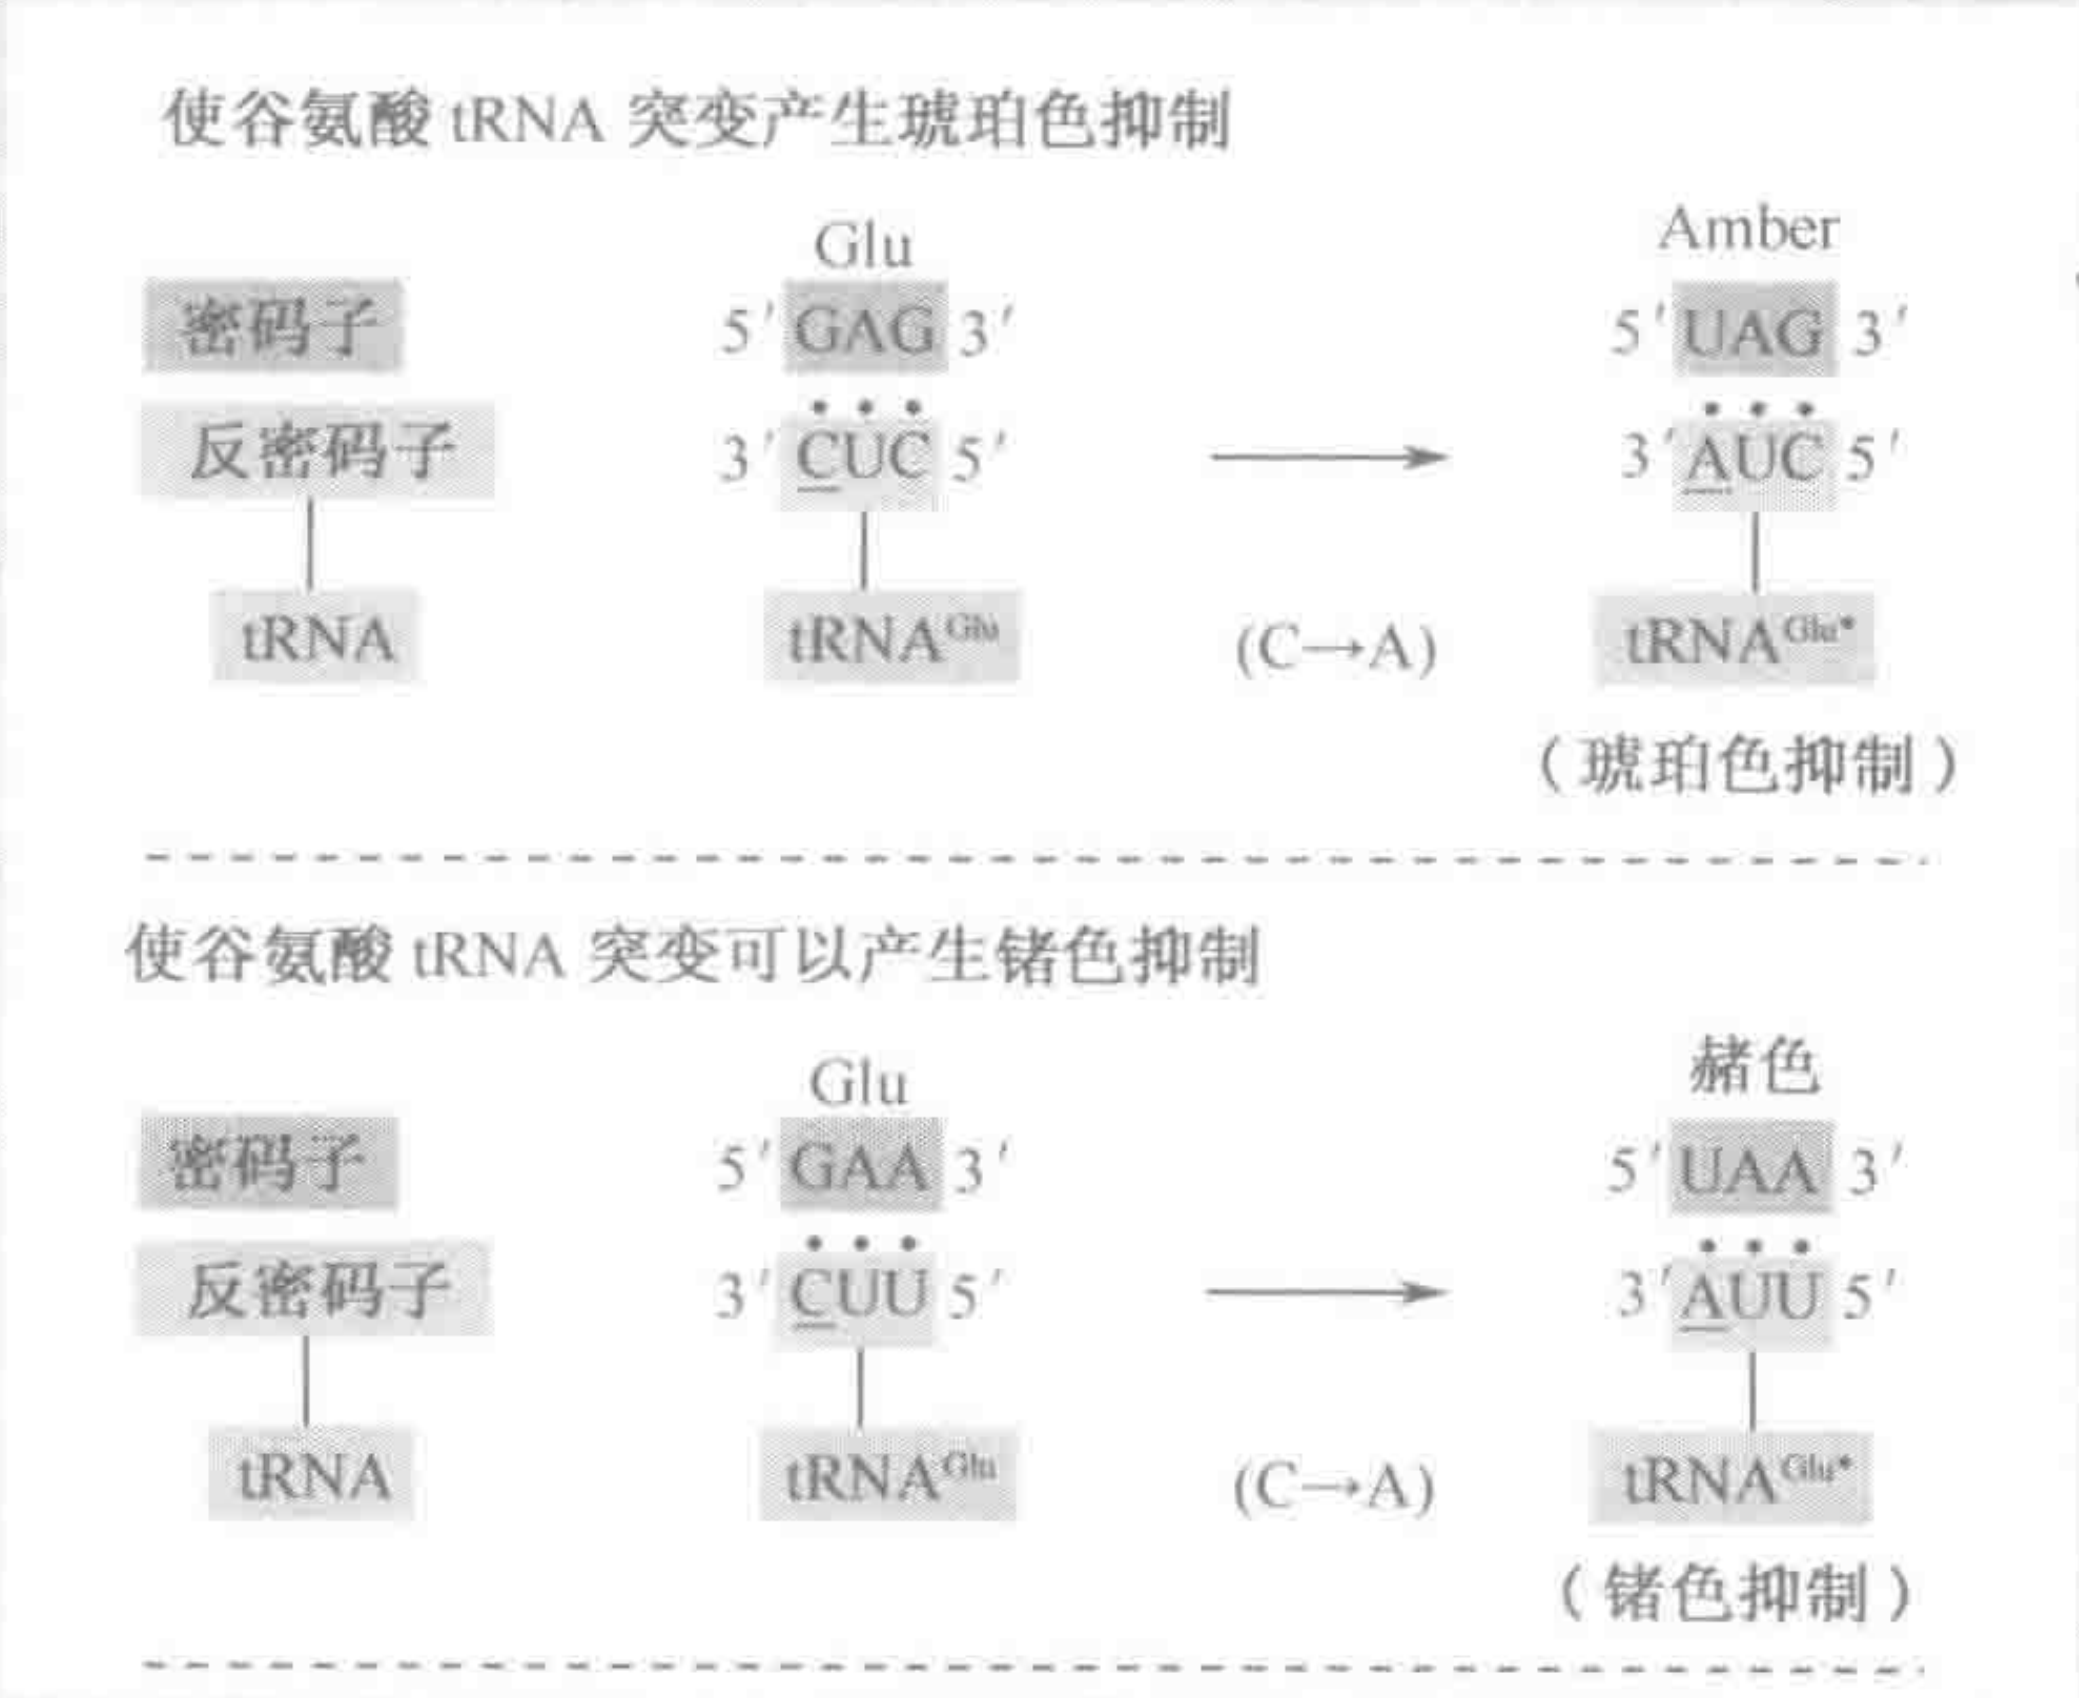 使谷氨酸 tRNA 突变产生琥珀色抑制
Glu Amber
密码子 5′ GAG 3′ 5′ UAG 3′
反密码子 3′ CUC 5′ 3′ AUC 5′
tRNA tRNA^Glu (C→A) tRNA^Glu*
（琥珀色抑制）
使谷氨酸 tRNA 突变可以产生锗色抑制
Glu 赭色
密码子 5′ GAA 3′ 5′ UAA 3′
反密码子 3′ CUU 5′ 3′ AUU 5′
tRNA tRNA^Glu (C→A) tRNA^Glu*
（锗色抑制）